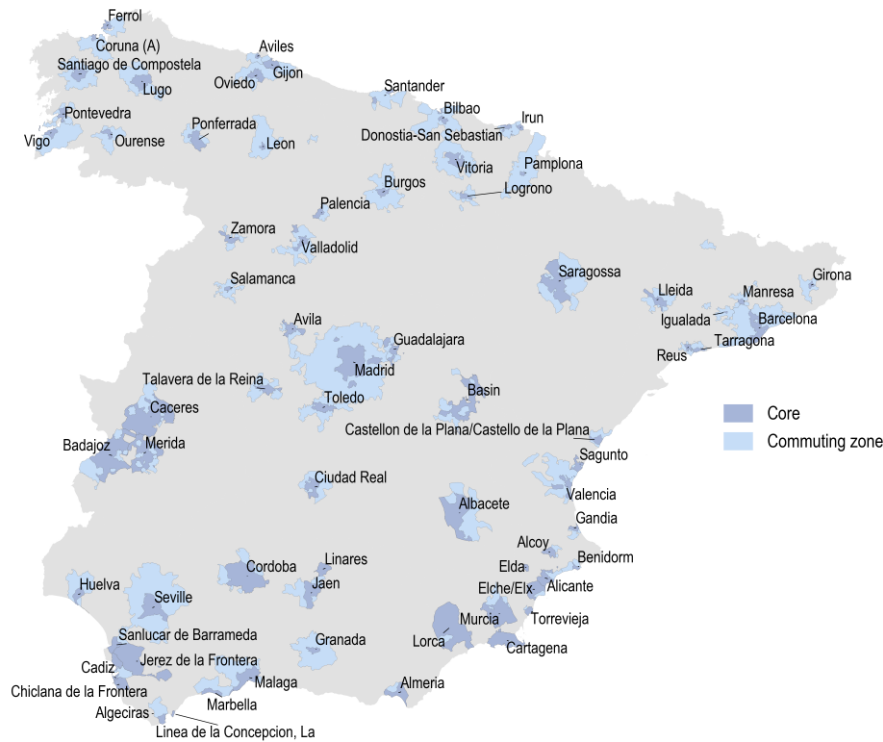 Ferrol
Coruna (A)
Santiago de Compostela
Lugo
Aviles
Gijon
Oviedo
Santander
Bilbao
Irun
Donostia-San Sebastian
Pontevedra
Ponferrada
Vigo
Ourense
Leon
Vitoria
Pamplona
Burgos
Logrono
Palencia
Zamora
Valladolid
Salamanca
Saragossa
Girona
Lleida
Manresa
Igualada
Barcelona
Tarragona
Reus
Avila
Guadalajara
Madrid
Talavera de la Reina
Toledo
Basin
Caceres
Core
Castellon de la Plana/Castello de la Plana
Commuting zone
Badajoz
Merida
Sagunto
Ciudad Real
Valencia
Albacete
Gandia
Alcoy
Benidorm
Linares
Elda
Cordoba
Huelva
Jaen
Alicante
Seville
Elche/Elx
Murcia
Torrevieja
Sanlucar de Barrameda
Granada
Lorca
Cartagena
Jerez de la Frontera
Cadiz
Malaga
Almeria
Chiclana de la Frontera
Marbella
Algeciras
Linea de la Concepcion, La